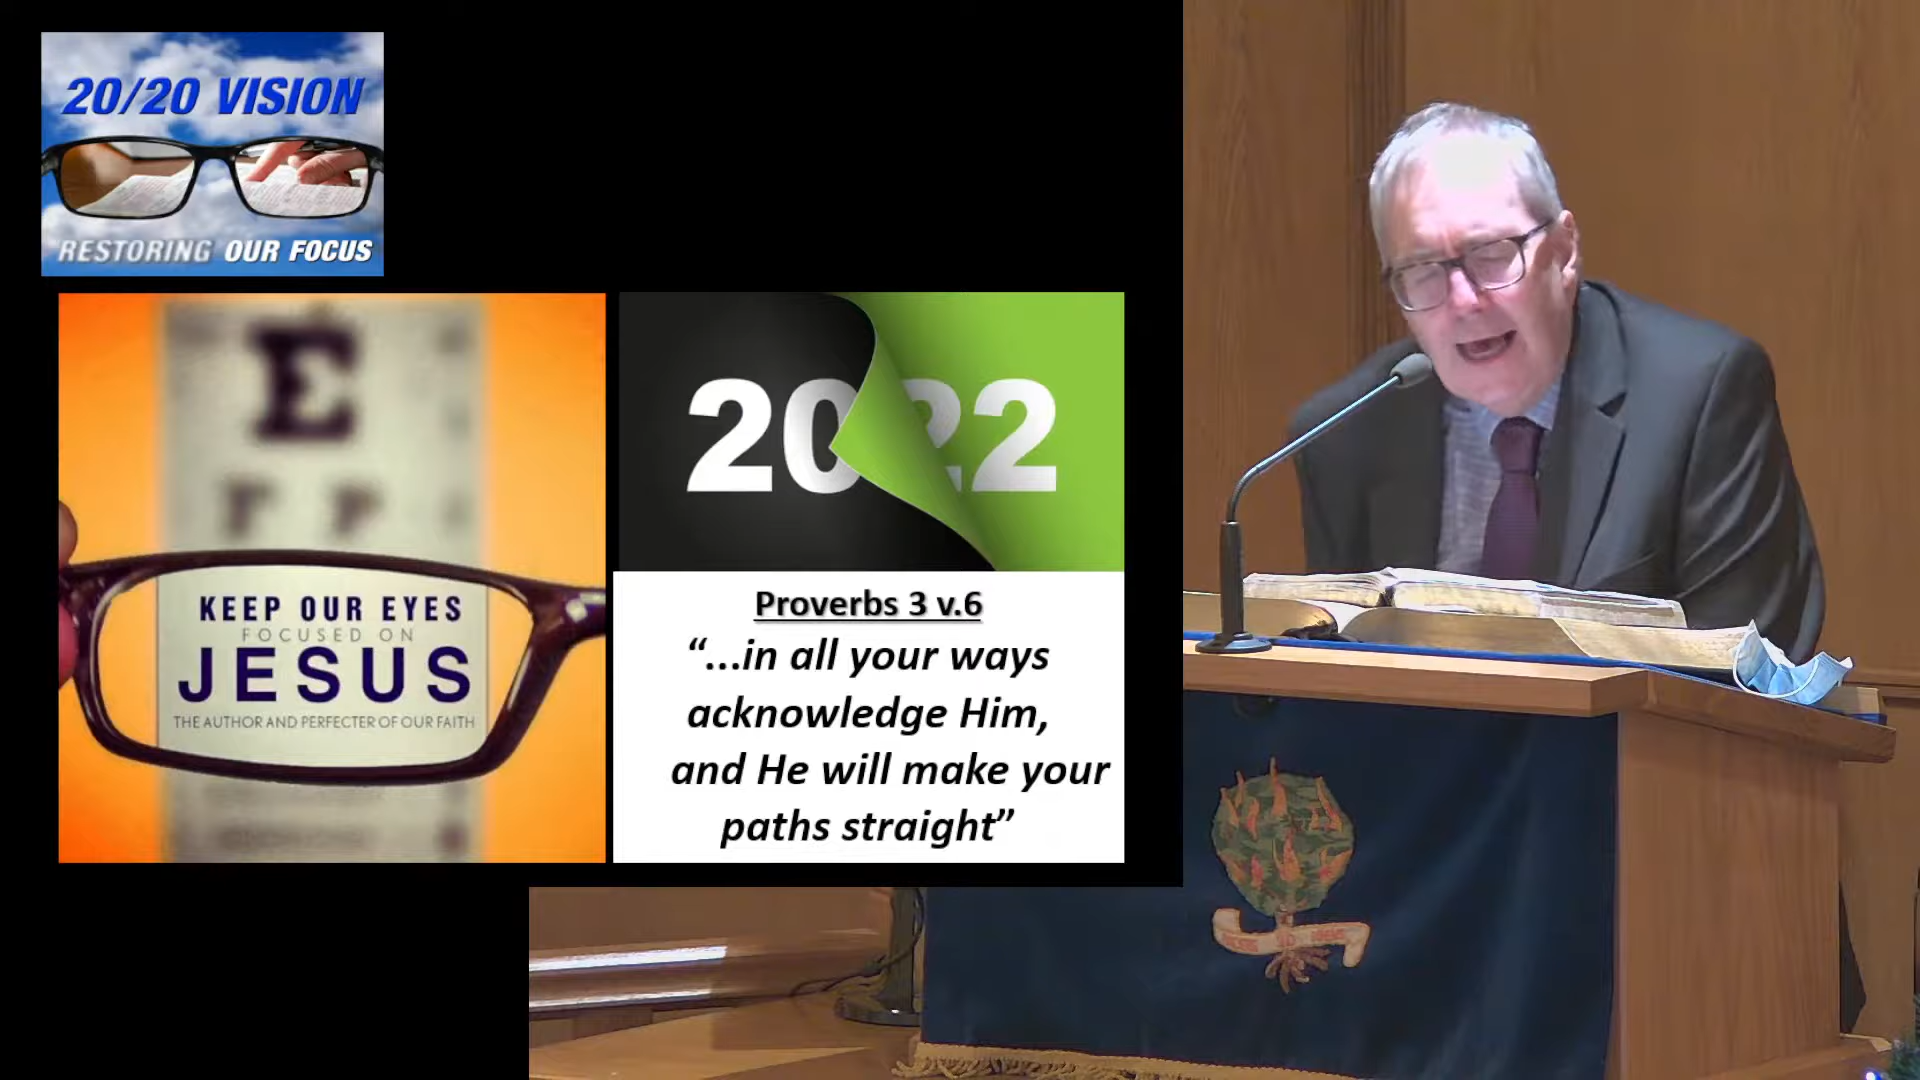 20/20 VISION
RESTORING OUR FOCUS
E
F P
KEEP OUR EYES
FOCUSED ON
JESUS
THE AUTHOR AND PERFECTER OF OUR FAITH
2022
Proverbs 3 v.6
“...in all your ways
acknowledge Him,
and He will make your
paths straight”